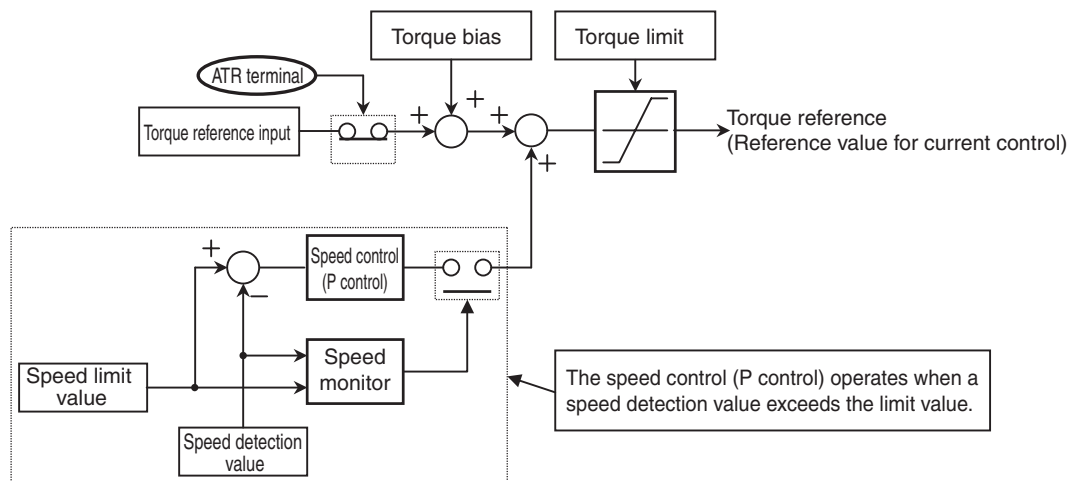 Torque bias
Torque limit
ATR terminal
Torque reference input
+
+
+
+
Torque reference
(Reference value for current control)
+
−
Speed control
(P control)
Speed limit
value
Speed
monitor
Speed detection
value
The speed control (P control) operates when a
speed detection value exceeds the limit value.